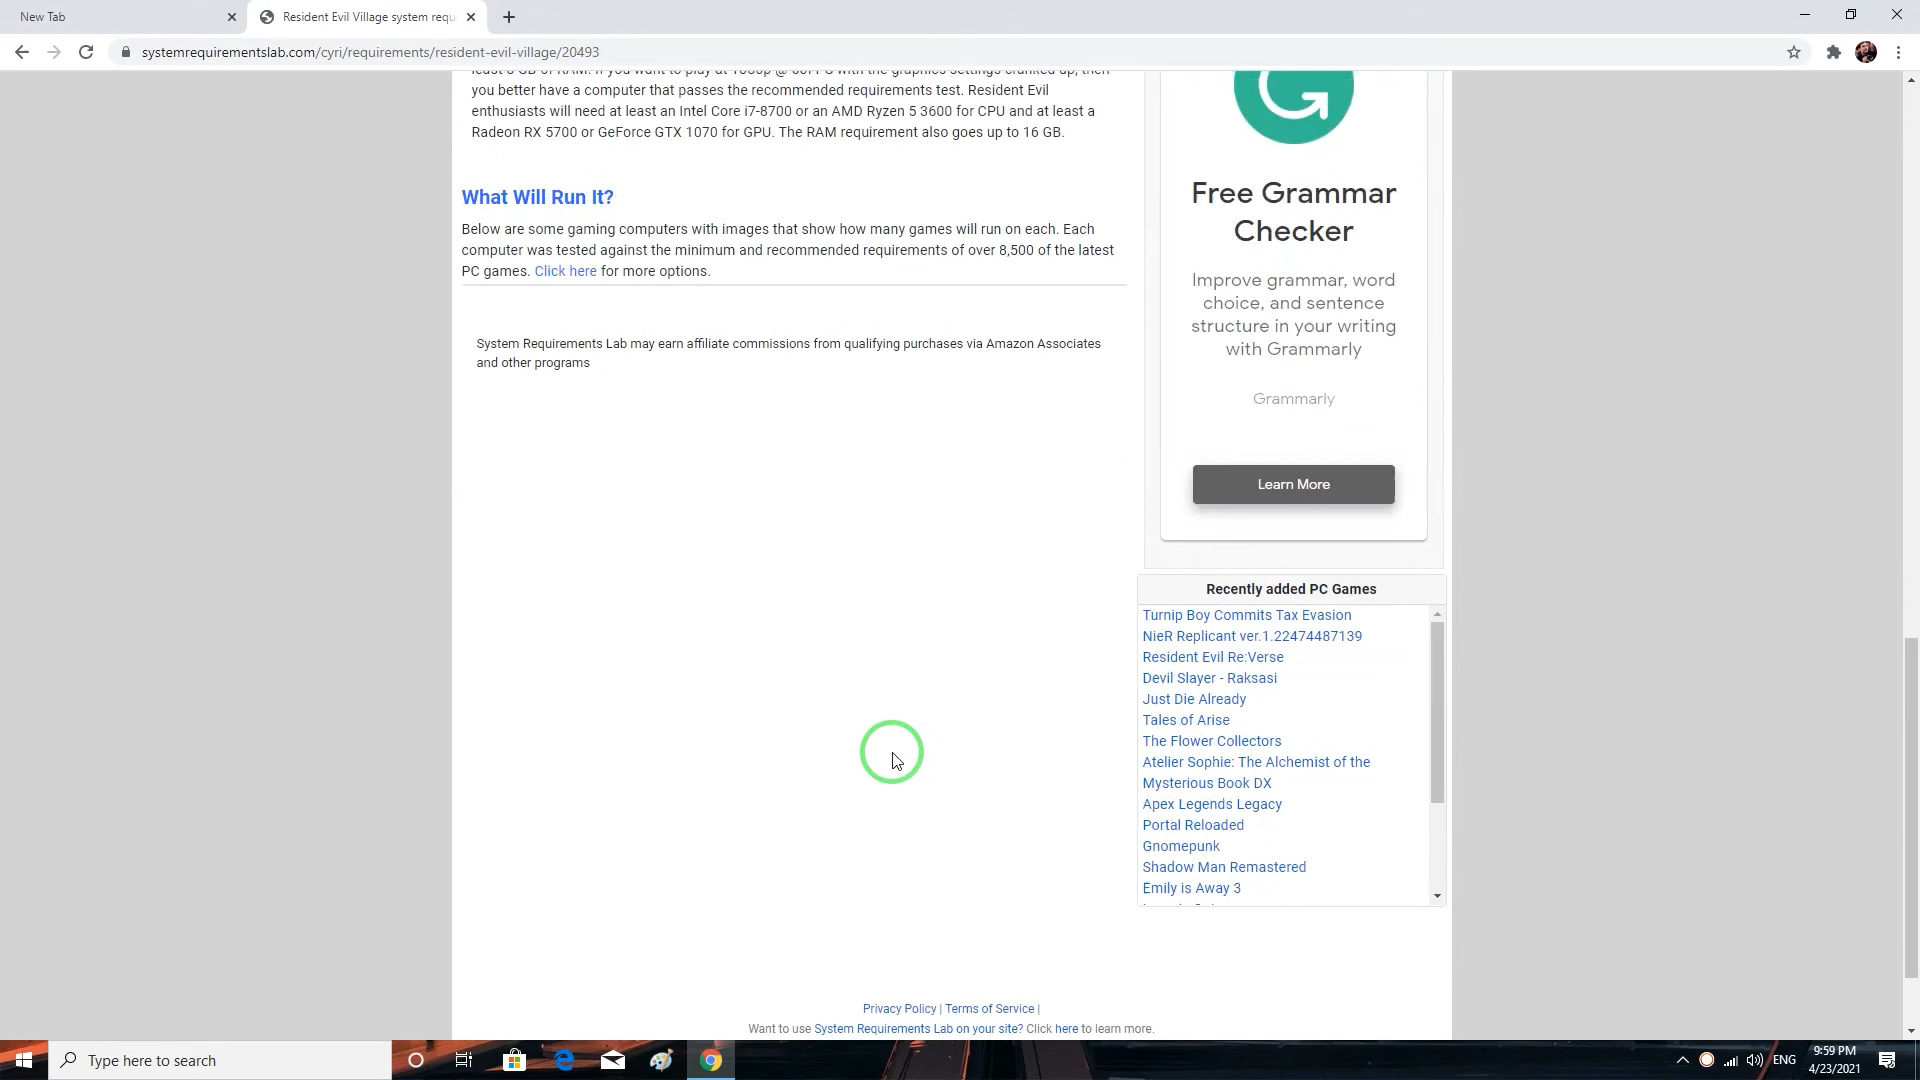 New Tab
Resident Evil Village system requ
systemrequirementslab.com/cyri/requirements/resident-evil-village/20493
you better have a computer that passes the recommended requirements test. Resident Evil
enthusiasts will need at least an Intel Core i7-8700 or an AMD Ryzen 5 3600 for CPU and at least a
Radeon RX 5700 or GeForce GTX 1070 for GPU. The RAM requirement also goes up to 16 GB.
What Will Run It?
Below are some gaming computers with images that show how many games will run on each. Each
computer was tested against the minimum and recommended requirements of over 8,500 of the latest
PC games. Click here for more options.
System Requirements Lab may earn affiliate commissions from qualifying purchases via Amazon Associates
and other programs
Free Grammar
Checker
Improve grammar, word
choice, and sentence
structure in your writing
with Grammarly
Grammarly
Learn More
Recently added PC Games
Turnip Boy Commits Tax Evasion
NieR Replicant ver.1.22474487139
Resident Evil Re:Verse
Devil Slayer - Raksasi
Just Die Already
Tales of Arise
The Flower Collectors
Atelier Sophie: The Alchemist of the
Mysterious Book DX
Apex Legends Legacy
Portal Reloaded
Gnomepunk
Shadow Man Remastered
Emily is Away 3
Privacy Policy | Terms of Service |
Want to use System Requirements Lab on your site? Click here to learn more.
Type here to search
ENG
9:59 PM
4/23/2021